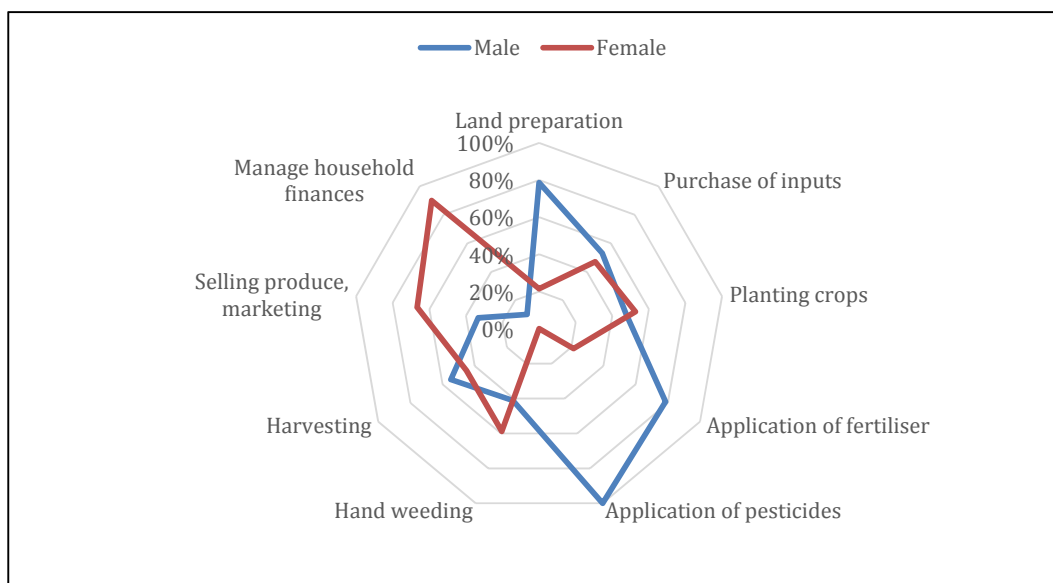 Male Female
Land preparation
100%
80%
60%
40%
20%
0%
Purchase of inputs
Planting crops
Application of fertiliser
Application of pesticides
Hand weeding
Harvesting
Selling produce,
marketing
Manage household
finances